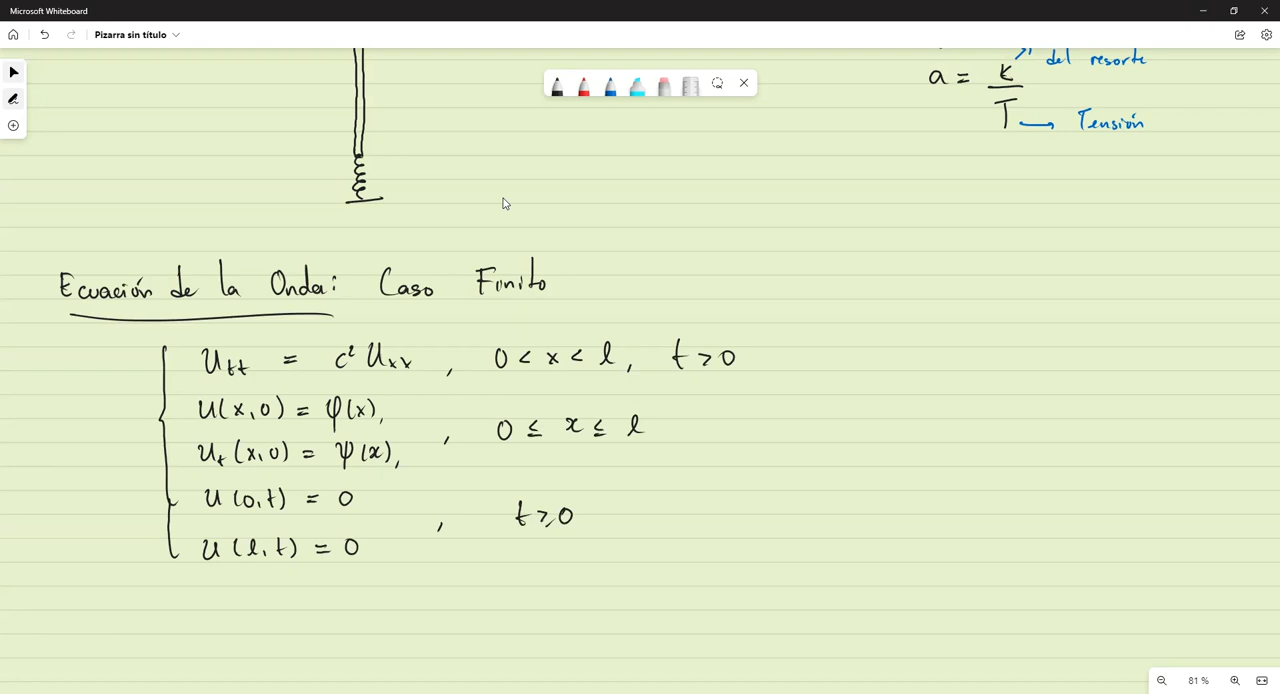 Microsoft Whiteboard
Pizarra sin título
del resorte
a = K / T
Tensión
Ecuación de la Onda: Caso Finito
Utt = c² Uxx , 0 < x < l, t > 0
U(x,0) = φ(x),
Ut(x,0) = ψ(x),
, 0 ≤ x ≤ l
U(0,t) = 0
, t ≥ 0
U(l,t) = 0
81 %